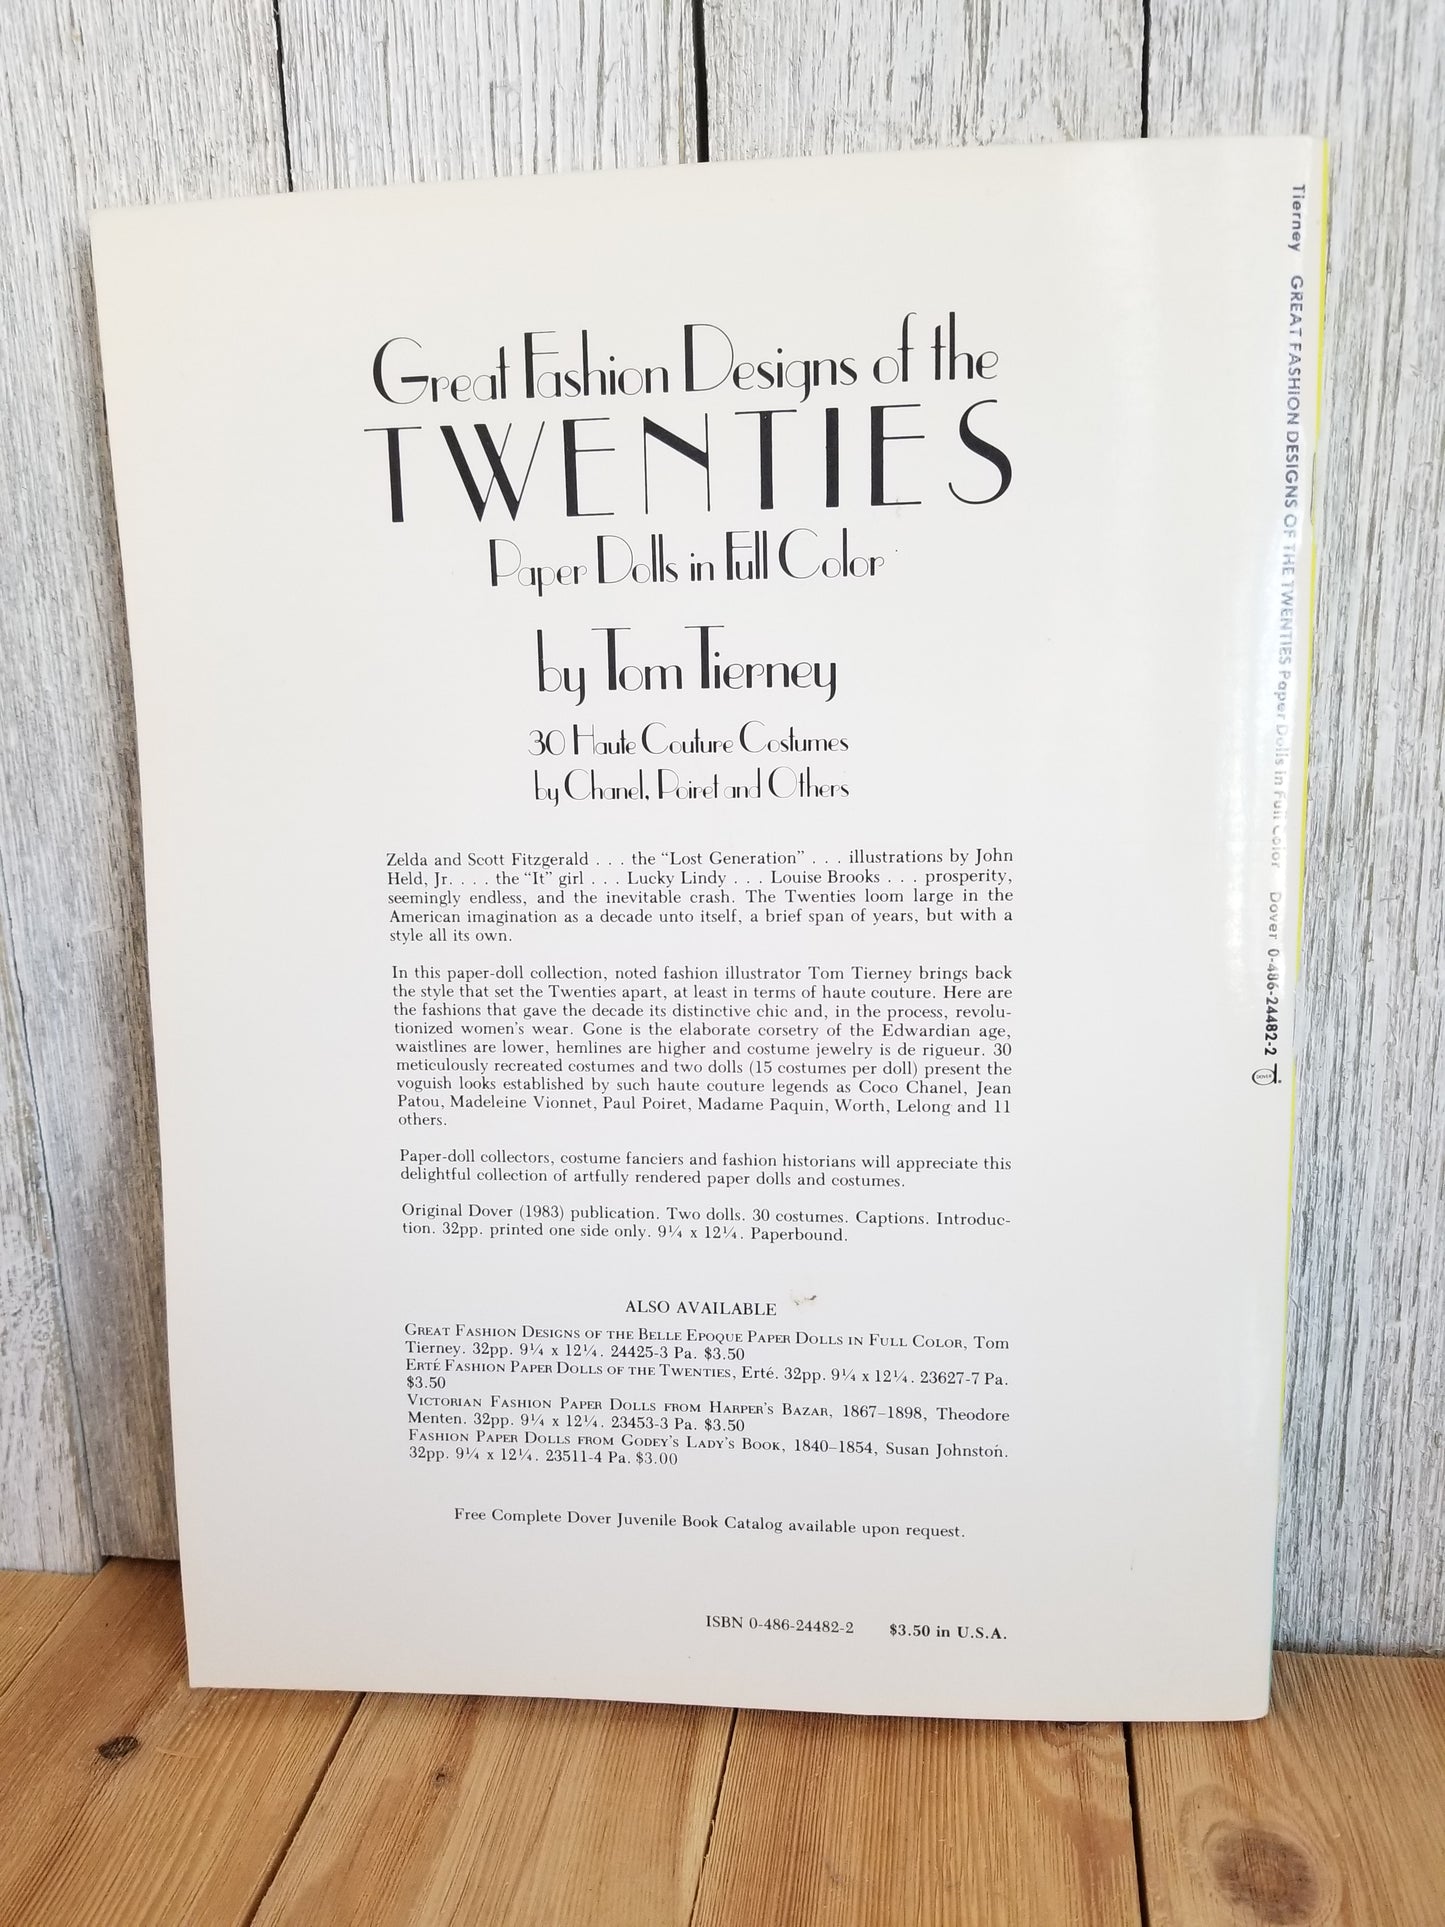 Great Fashion Designs of the
TWENTIES
Paper Dolls in Full Color
by Tom Tierney
30 Haute Couture Costumes
by Chanel, Poiret and Others
Zelda and Scott Fitzgerald . . . the “Lost Generation” . . . illustrations by John
Held, Jr. . . . the “It” girl . . . Lucky Lindy . . . Louise Brooks . . . prosperity,
seemingly endless, and the inevitable crash. The Twenties loom large in the
American imagination as a decade unto itself, a brief span of years, but with a
style all its own.
In this paper-doll collection, noted fashion illustrator Tom Tierney brings back
the style that set the Twenties apart, at least in terms of haute couture. Here are
the fashions that gave the decade its distinctive chic and, in the process, revolu-
tionized women’s wear. Gone is the elaborate corsetry of the Edwardian age,
waistlines are lower, hemlines are higher and costume jewelry is de rigueur. 30
meticulously recreated costumes and two dolls (15 costumes per doll) present the
voguish looks established by such haute couture legends as Coco Chanel, Jean
Patou, Madeleine Vionnet, Paul Poiret, Madame Paquin, Worth, Lelong and 11
others.
Paper-doll collectors, costume fanciers and fashion historians will appreciate this
delightful collection of artfully rendered paper dolls and costumes.
Original Dover (1983) publication. Two dolls. 30 costumes. Captions. Introduc-
tion. 32pp. printed one side only. 9¼ x 12¼. Paperbound.
ALSO AVAILABLE
GREAT FASHION DESIGNS OF THE BELLE EPOQUE PAPER DOLLS IN FULL COLOR, Tom
Tierney. 32pp. 9¼ x 12¼. 24425-3 Pa. $3.50
ERTÉ FASHION PAPER DOLLS OF THE TWENTIES, Erté. 32pp. 9¼ x 12¼. 23627-7 Pa.
$3.50
VICTORIAN FASHION PAPER DOLLS FROM HARPER’S BAZAR, 1867–1898, Theodore
Menten. 32pp. 9¼ x 12¼. 23453-3 Pa. $3.50
FASHION PAPER DOLLS FROM GODEY’S LADY’S BOOK, 1840–1854, Susan Johnston.
32pp. 9¼ x 12¼. 23511-4 Pa. $3.00
Free Complete Dover Juvenile Book Catalog available upon request.
ISBN 0-486-24482-2 $3.50 in U.S.A.
Tierney GREAT FASHION DESIGNS OF THE TWENTIES Paper Dolls in Full Color Dover 0-486-24482-2
DOVER